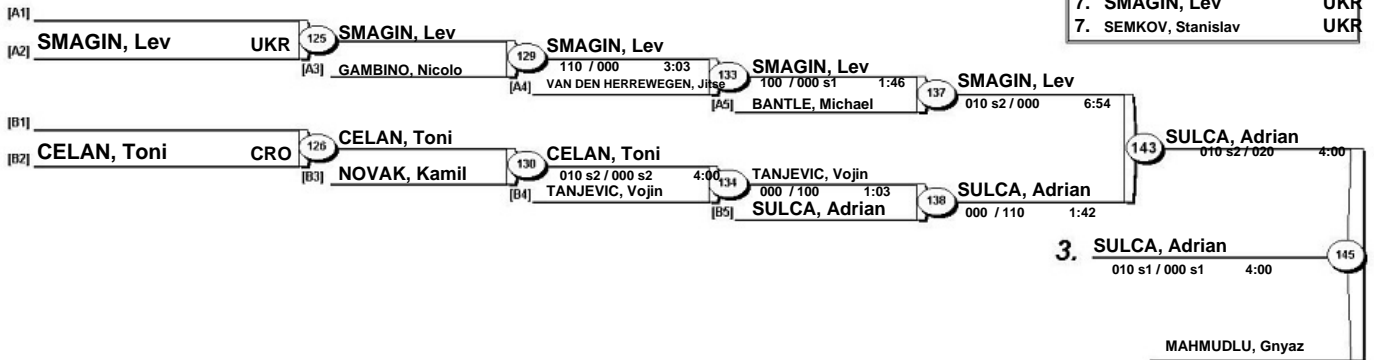 7. SMAGIN, Lev UKR
7. SEMKOV, Stanislav UKR
[A1]
[A2] SMAGIN, Lev UKR
125
SMAGIN, Lev
[A3] GAMBINO, Nicolo
129
SMAGIN, Lev
110 / 000 3:03
[A4] VAN DEN HERREWEGEN, Jitse
133
SMAGIN, Lev
100 / 000 s1 1:46
[A5] BANTLE, Michael
137
SMAGIN, Lev
010 s2 / 000 6:54
[B1]
[B2] CELAN, Toni CRO
126
CELAN, Toni
[B3] NOVAK, Kamil
130
CELAN, Toni
010 s2 / 000 s2 4:00
[B4] TANJEVIC, Vojin
134
TANJEVIC, Vojin
000 / 100 1:03
[B5] SULCA, Adrian
138
SULCA, Adrian
000 / 110 1:42
143
SULCA, Adrian
010 s2 / 020 4:00
3. SULCA, Adrian
010 s1 / 000 s1 4:00
145
MAHMUDLU, Gnyaz